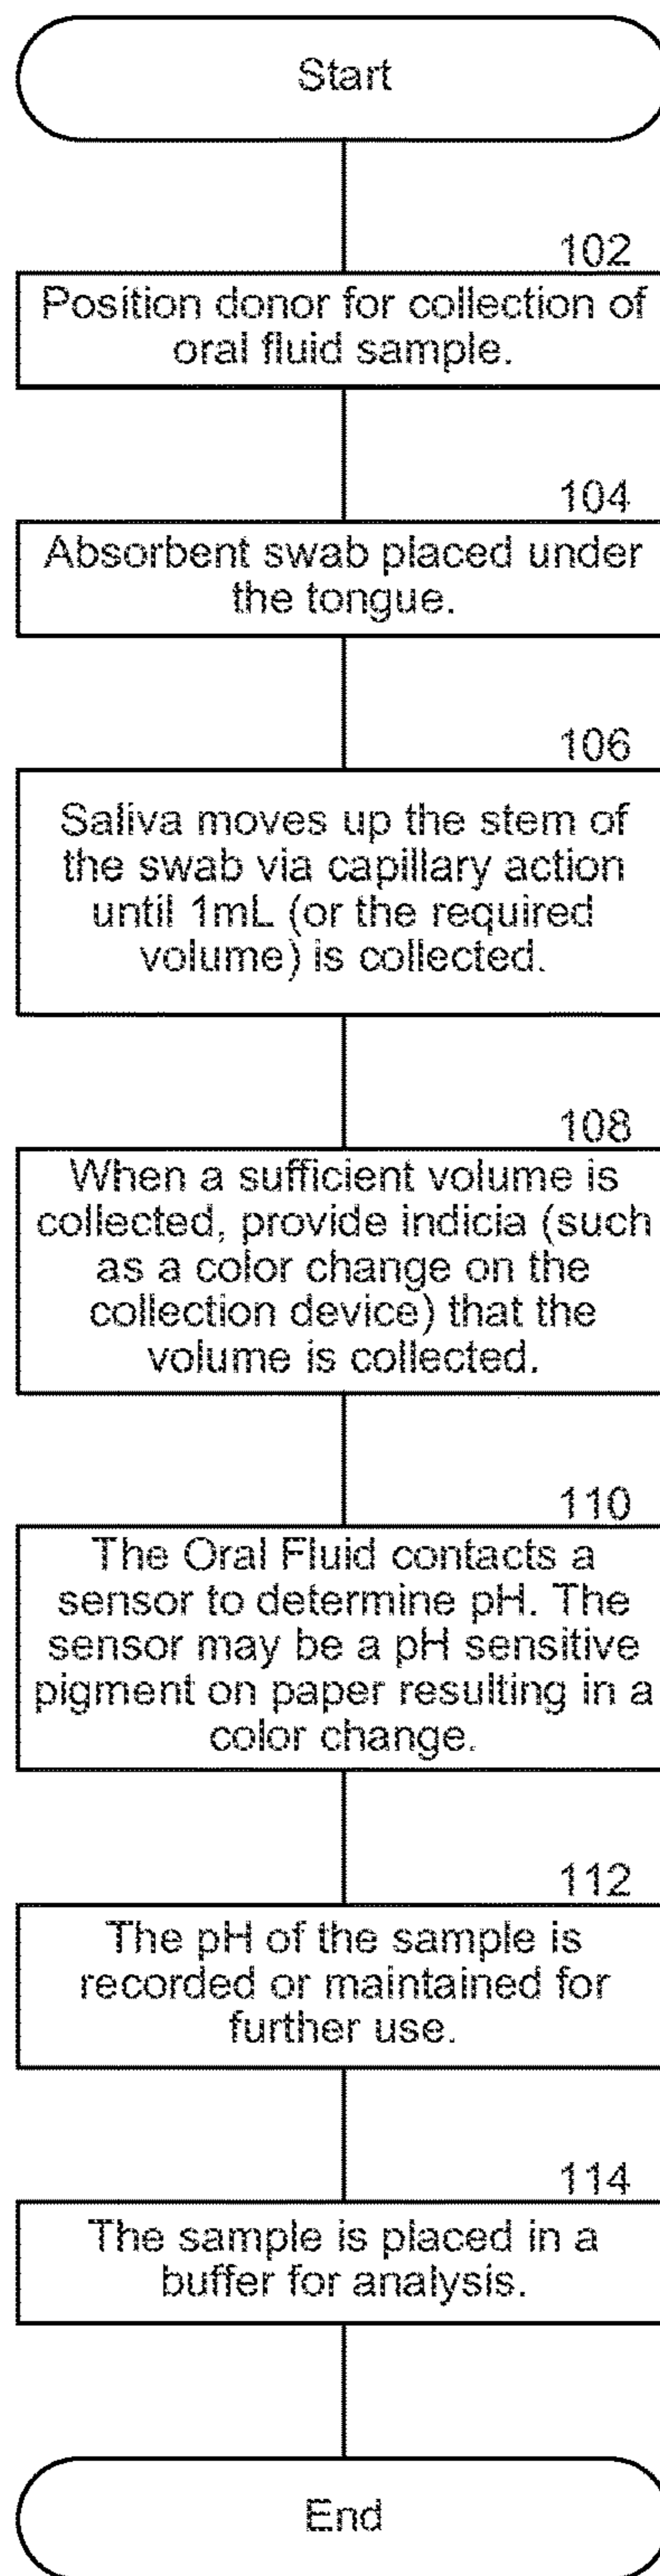 Start
102
Position donor for collection of
oral fluid sample.
104
Absorbent swab placed under
the tongue.
106
Saliva moves up the stem of
the swab via capillary action
until 1mL (or the required
volume) is collected.
108
When a sufficient volume is
collected, provide indicia (such
as a color change on the
collection device) that the
volume is collected.
110
The Oral Fluid contacts a
sensor to determine pH. The
sensor may be a pH sensitive
pigment on paper resulting in a
color change.
112
The pH of the sample is
recorded or maintained for
further use.
114
The sample is placed in a
buffer for analysis.
End